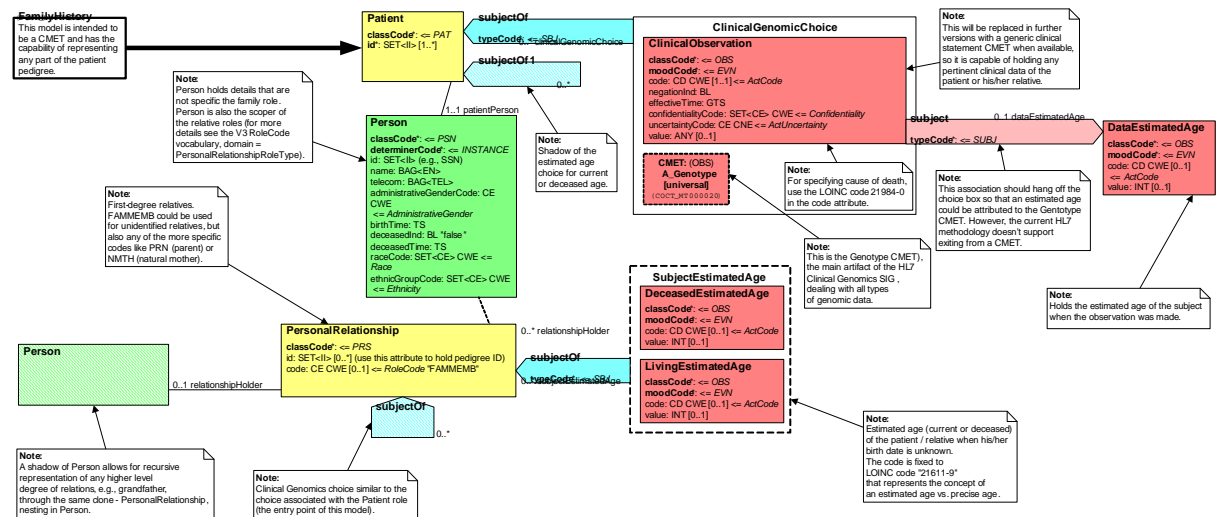 FamilyHistory
This model is intended to
be a CMET and has the
capability of representing
any part of the patient
pedigree.
Patient
classCode*: <= PAT
id*: SET<II> [1..*]
subjectOf
typeCode*: <= SBJ
0..* clinicalGenomicChoice
subjectOf1
0..*
ClinicalGenomicChoice
ClinicalObservation
classCode*: <= OBS
moodCode*: <= EVN
code: CD CWE [1..1] <= ActCode
negationInd: BL
effectiveTime: GTS
confidentialityCode: SET<CE> CWE <= Confidentiality
uncertaintyCode: CE CNE <= ActUncertainty
value: ANY [0..1]
CMET: (OBS)
A_Genotype
[universal]
(COCT_MT000020)
Note:
This will be replaced in further
versions with a generic clinical
statement CMET when available,
so it is capable of holding any
pertinent clinical data of the
patient or his/her relative.
subject
typeCode*: <= SUBJ
0..1 dataEstimatedAge
DataEstimatedAge
classCode*: <= OBS
moodCode*: <= EVN
code: CD CWE [0..1]
<= ActCode
value: INT [0..1]
Note:
Person holds details that are
not specific the family role.
Person is also the scoper of
the relative roles (for more
details see the V3 RoleCode
vocabulary, domain =
PersonalRelationshipRoleType).
1..1 patientPerson
Person
classCode*: <= PSN
determinerCode*: <= INSTANCE
id: SET<II> (e.g., SSN)
name: BAG<EN>
telecom: BAG<TEL>
administrativeGenderCode: CE
CWE
<= AdministrativeGender
birthTime: TS
deceasedInd: BL "false"
deceasedTime: TS
raceCode: SET<CE> CWE <=
Race
ethnicGroupCode: SET<CE> CWE
<= Ethnicity
Note:
Shadow of the
estimated age
choice for current
or deceased age.
Note:
For specifying cause of death,
use the LOINC code 21984-0
in the code attribute.
Note:
This association should hang off the
choice box so that an estimated age
could be attributed to the Gentotype
CMET. However, the current HL7
methodology doesn't support
exiting from a CMET.
Note:
First-degree relatives.
FAMMEMB could be used
for unidentified relatives, but
also any of the more specific
codes like PRN (parent) or
NMTH (natural mother).
Note:
This is the Genotype CMET),
the main artifact of the HL7
Clinical Genomics SIG ,
dealing with all types
of genomic data.
Note:
Holds the estimated age of the subject
when the observation was made.
SubjectEstimatedAge
DeceasedEstimatedAge
classCode*: <= OBS
moodCode*: <= EVN
code: CD CWE [0..1] <= ActCode
value: INT [0..1]
LivingEstimatedAge
classCode*: <= OBS
moodCode*: <= EVN
code: CD CWE [0..1] <= ActCode
value: INT [0..1]
PersonalRelationship
classCode*: <= PRS
id: SET<II> [0..*] (use this attribute to hold pedigree ID)
code: CE CWE [0..1] <= RoleCode "FAMMEMB"
0..* relationshipHolder
subjectOf
typeCode*: <= SBJ
0..* subjectEstimatedAge
Person
0..1 relationshipHolder
subjectOf
0..*
Note:
Estimated age (current or deceased)
of the patient / relative when his/her
birth date is unknown.
The code is fixed to
LOINC code "21611-9"
that represents the concept of
an estimated age vs. precise age.
Note:
A shadow of Person allows for recursive
representation of any higher level
degree of relations, e.g., grandfather,
through the same clone - PersonalRelationship,
nesting in Person.
Note:
Clinical Genomics choice similar to the
choice associated with the Patient role
(the entry point of this model).